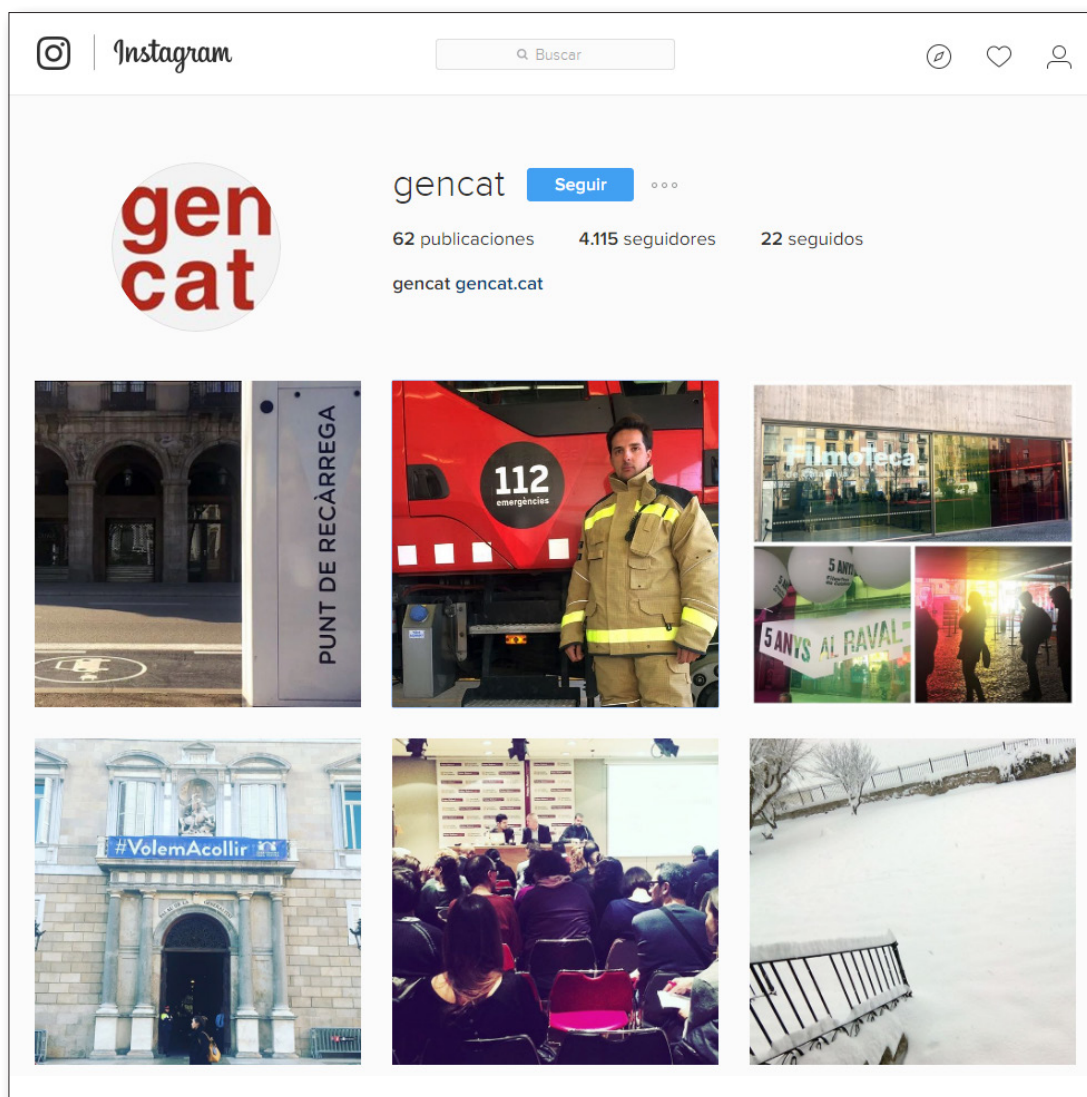 Instagram
Buscar
gen
cat
gencat Seguir
62 publicaciones 4.115 seguidores 22 seguidos
gencat gencat.cat
PUNT DE RECÀRREGA
112
emergències
Filmoteca
5 ANYS
5 ANYS AL RAVAL
#VolemAcollir